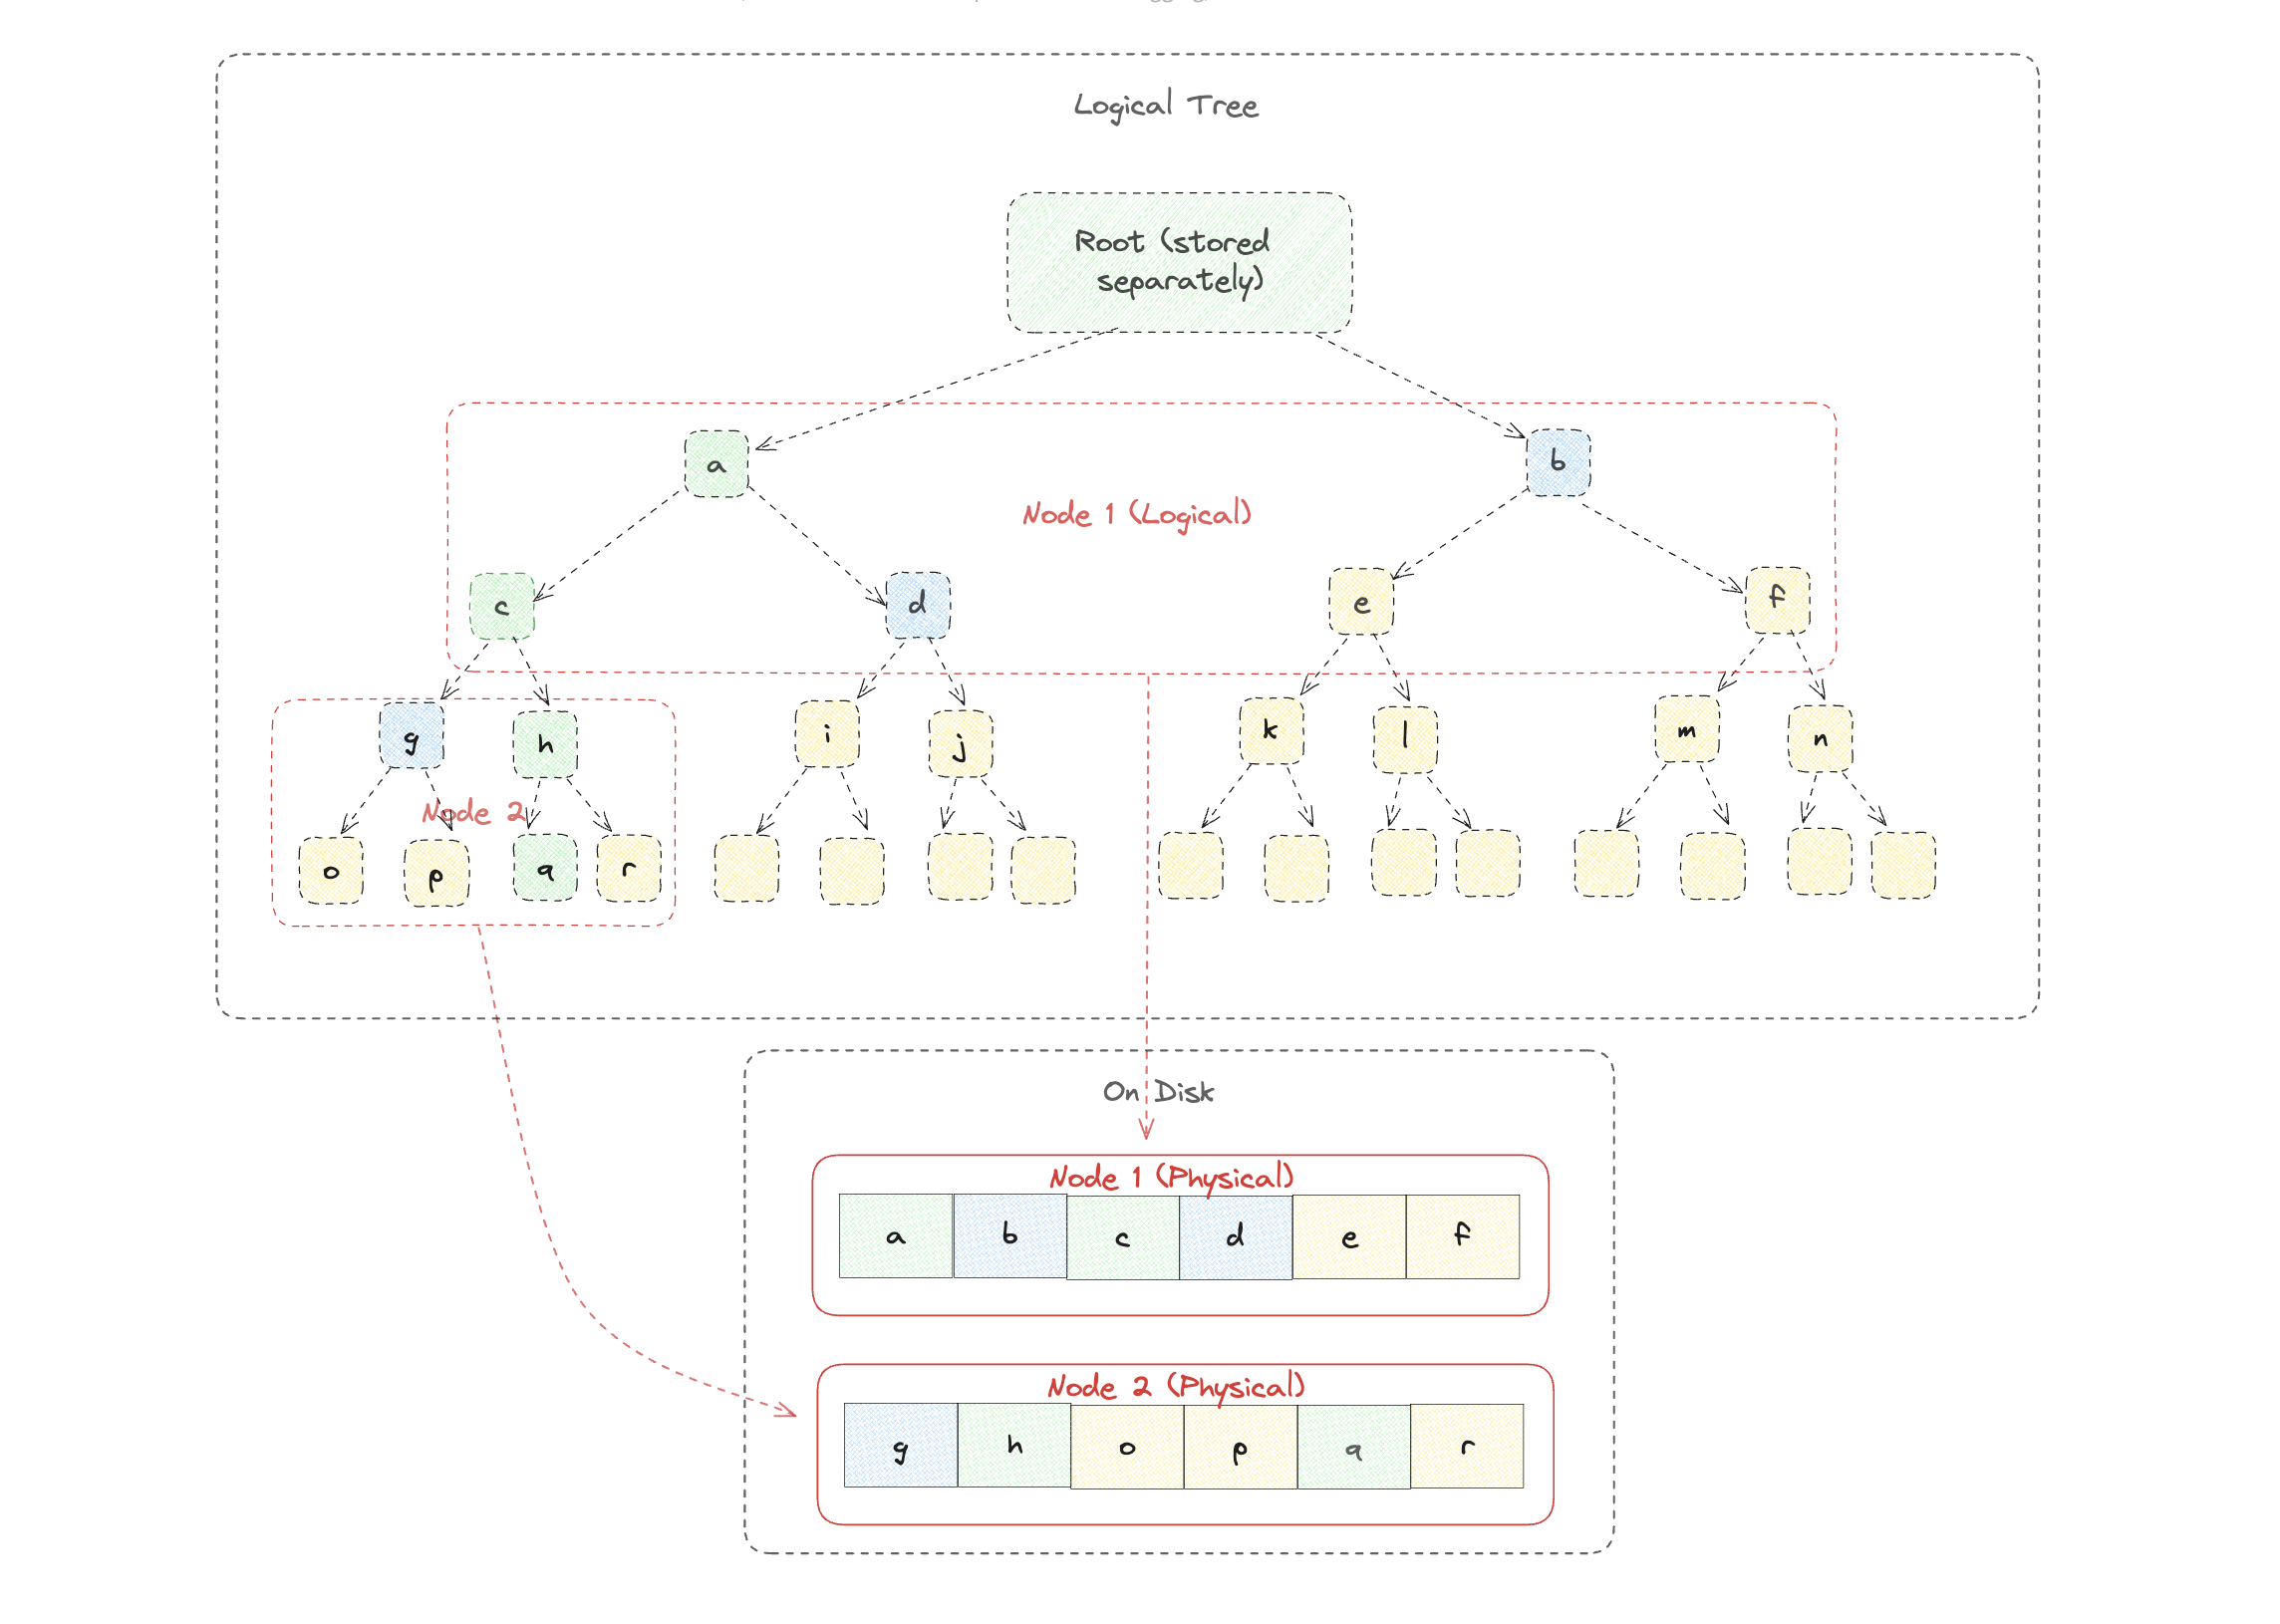 Logical Tree
Root (stored
separately)
a
b
Node 1 (Logical)
c
d
e
f
g
h
i
j
k
l
m
n
Node 2
o
p
q
r
On Disk
Node 1 (Physical)
a b c d e f
Node 2 (Physical)
g h o p q r